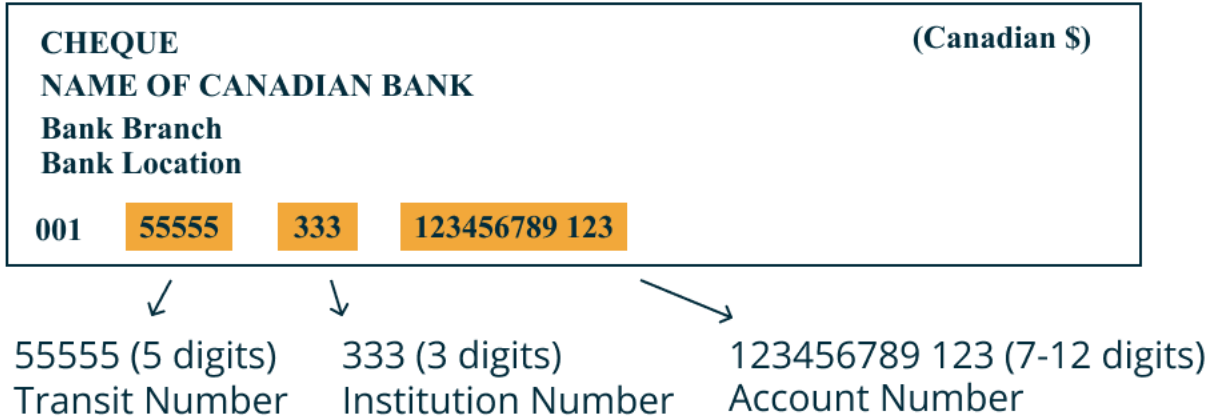 CHEQUE (Canadian $)
NAME OF CANADIAN BANK
Bank Branch
Bank Location
001 55555 333 123456789 123
55555 (5 digits) 333 (3 digits) 123456789 123 (7-12 digits)
Transit Number Institution Number Account Number